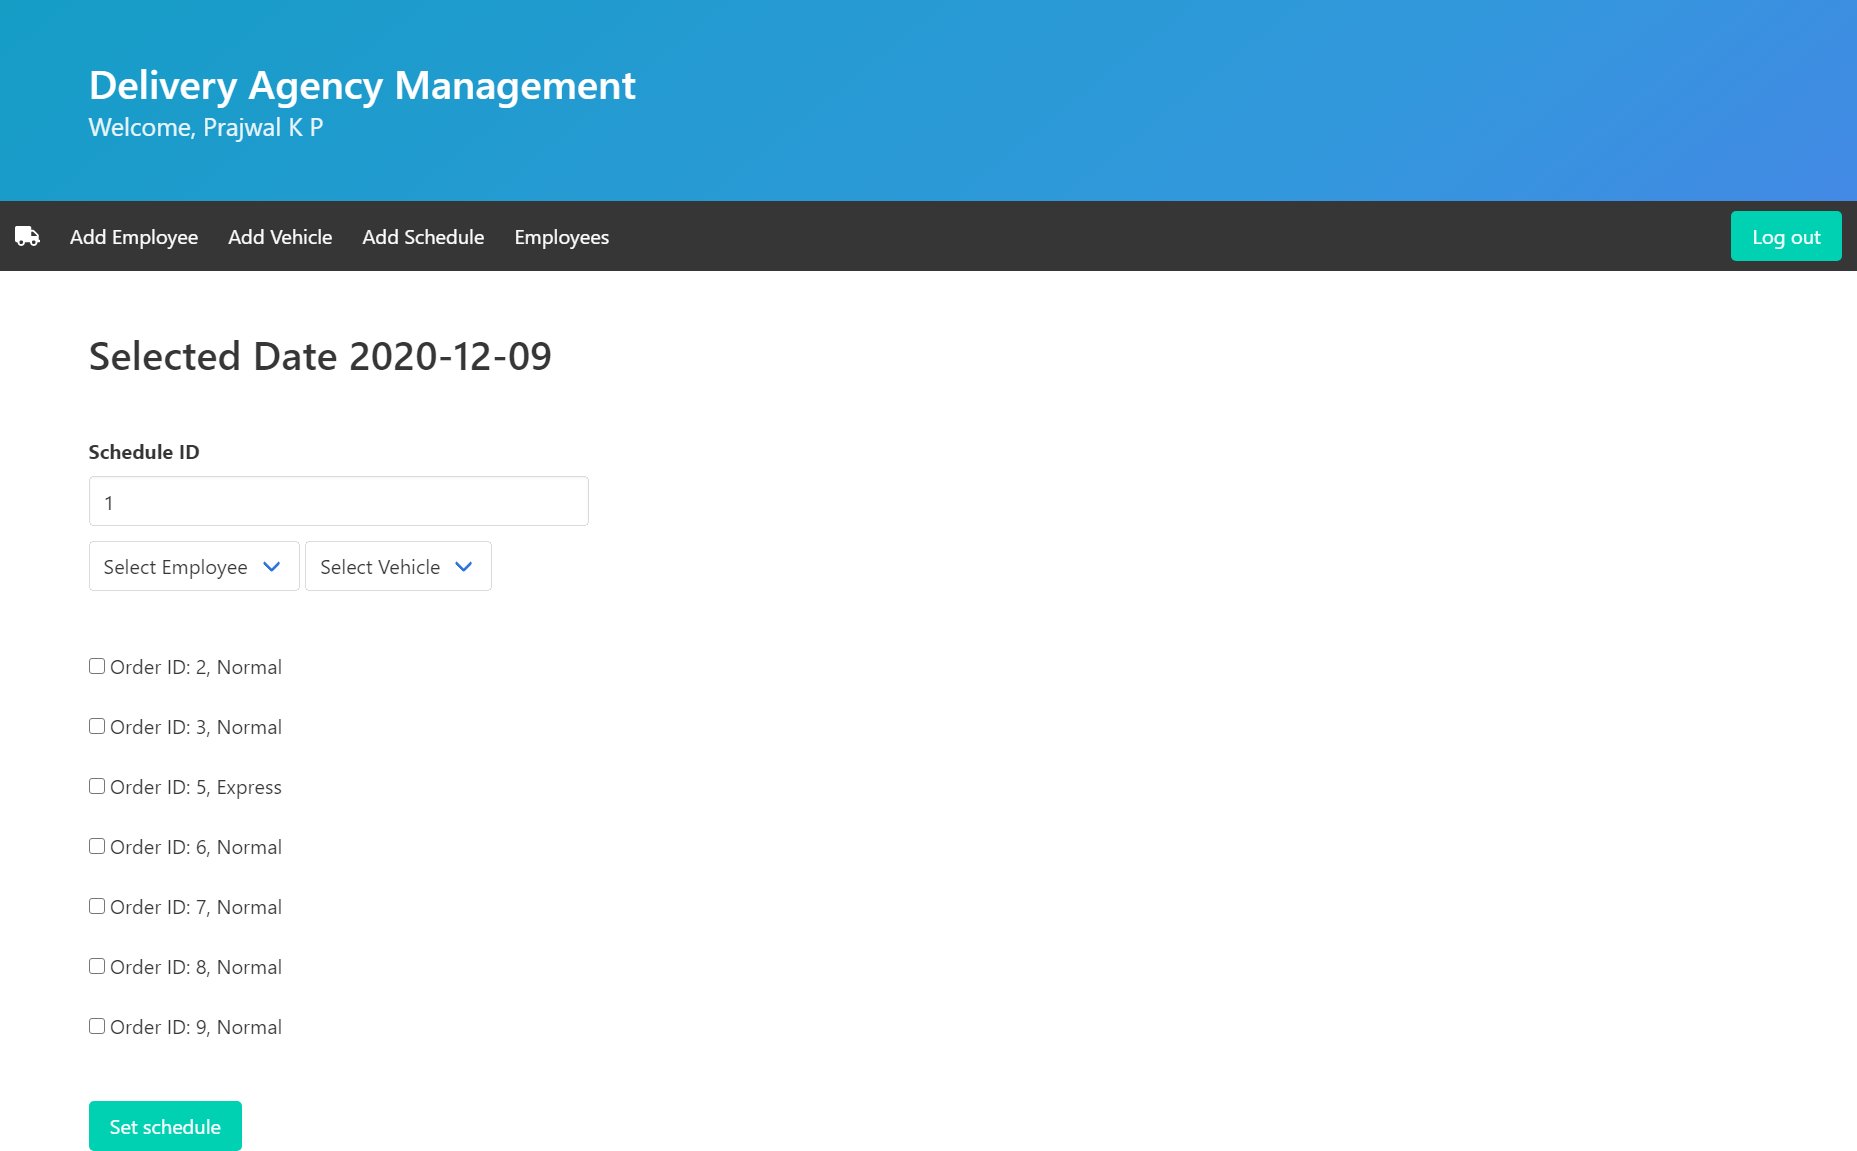 Delivery Agency Management
Welcome, Prajwal K P
Add Employee Add Vehicle Add Schedule Employees Log out
Selected Date 2020-12-09
Schedule ID
1
Select Employee Select Vehicle
Order ID: 2, Normal
Order ID: 3, Normal
Order ID: 5, Express
Order ID: 6, Normal
Order ID: 7, Normal
Order ID: 8, Normal
Order ID: 9, Normal
Set schedule